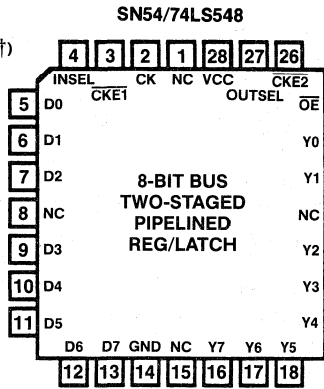 SN54/74LS548
†)
4 3 2 1 28 27 26
INSEL CK NC VCC CKE2
CKE1 OUTSEL
5 D0 OE
6 D1 Y0
7 D2 Y1
8-BIT BUS
8 NC NC
TWO-STAGED
PIPELINED
9 D3 Y2
REG/LATCH
10 D4 Y3
11 D5 Y4
D6 D7 GND NC Y7 Y6 Y5
12 13 14 15 16 17 18